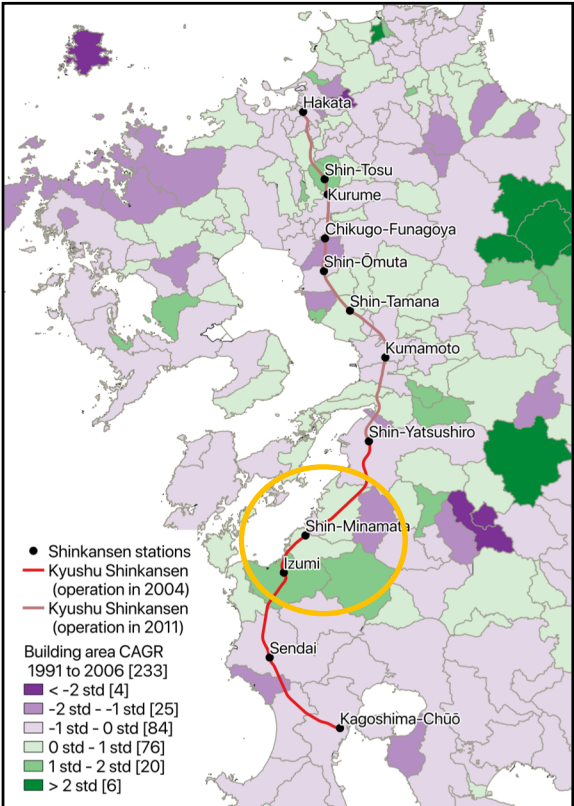 Hakata
Shin-Tosu
Kurume
Chikugo-Funagoya
Shin-Ōmuta
Shin-Tamana
Kumamoto
Shin-Yatsushiro
Shin-Minamata
Izumi
Sendai
Kagoshima-Chūō
Shinkansen stations
Kyushu Shinkansen
(operation in 2004)
Kyushu Shinkansen
(operation in 2011)
Building area CAGR
1991 to 2006 [233]
< -2 std [4]
-2 std - -1 std [25]
-1 std - 0 std [84]
0 std - 1 std [76]
1 std - 2 std [20]
> 2 std [6]